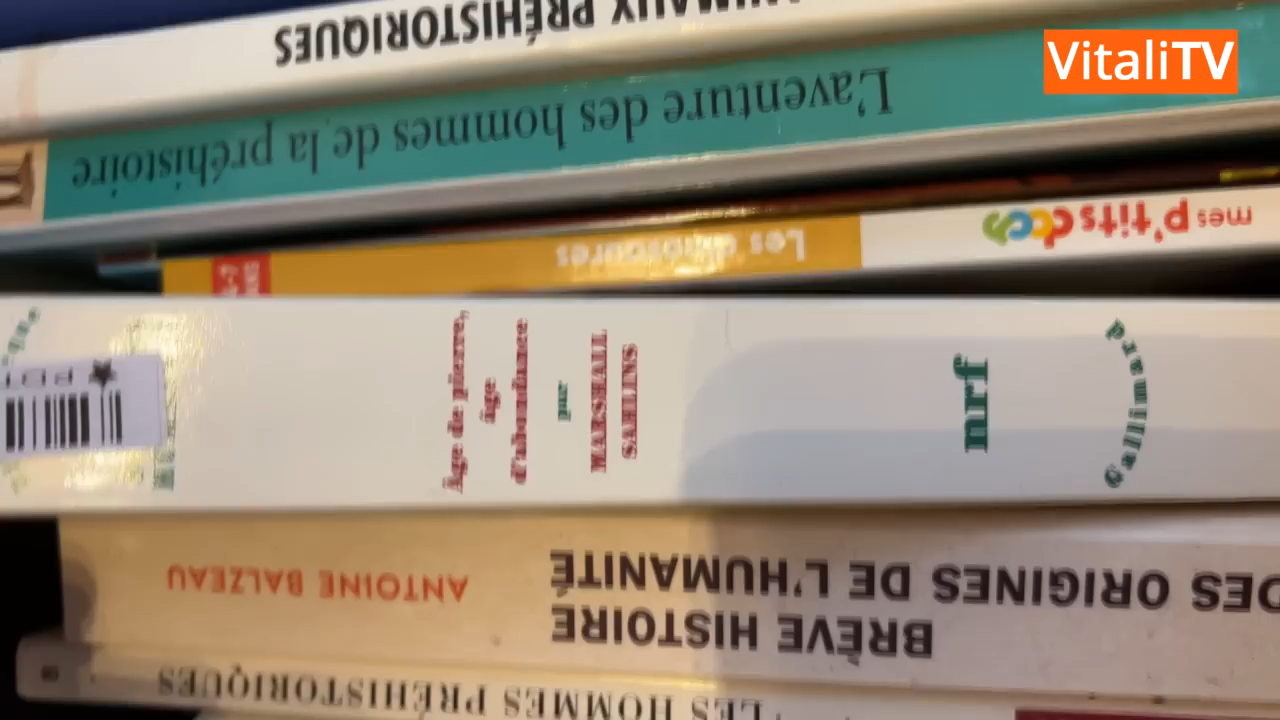 VitaliTV
PRÉHISTORIQUES
L'aventure des hommes de la préhistoire
mes p'tits docs
Les dinosaures
Âge de pierre,
âge
d'abondance
par
MARSHALL
SAHLINS
nrf
Gallimard
BRÈVE HISTOIRE
DES ORIGINES DE L'HUMANITÉ
ANTOINE BALZEAU
LES HOMMES PRÉHISTORIQUES